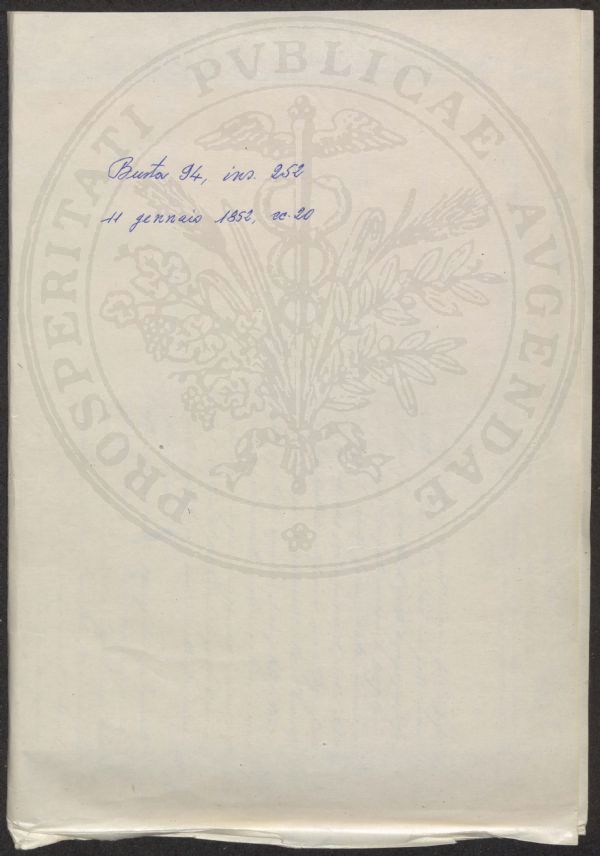 PROSPERITATI PVBLICAE AVGENDAE
Busta 94, ins. 252
11 gennaio 1852, cc. 20